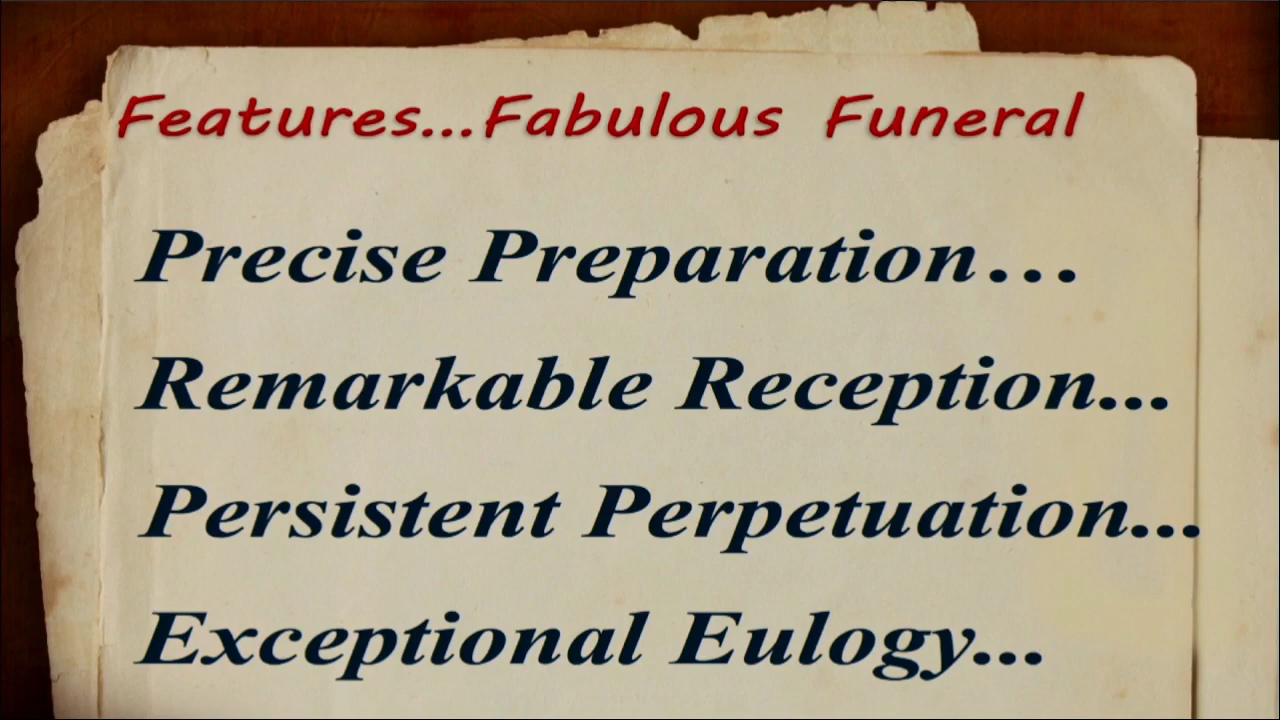 Features...Fabulous Funeral
Precise Preparation...
Remarkable Reception...
Persistent Perpetuation...
Exceptional Eulogy...